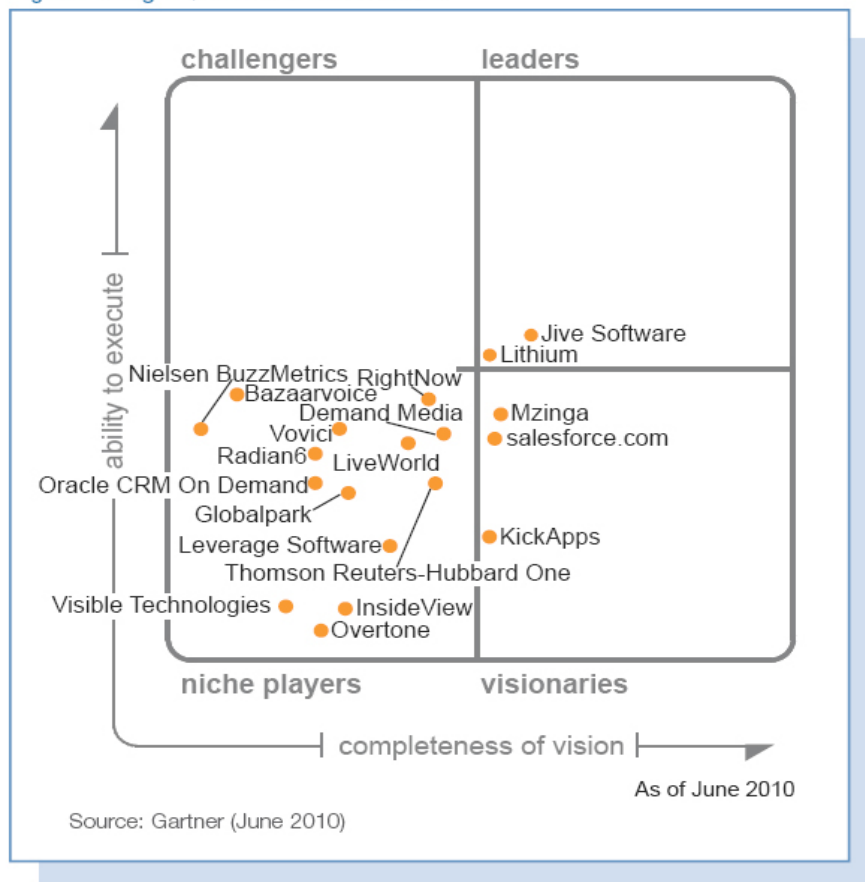 challengers
leaders
ability to execute
Jive Software
Lithium
Nielsen BuzzMetrics
RightNow
Bazaarvoice
Demand Media
Mzinga
Vovici
salesforce.com
Radian6
LiveWorld
Oracle CRM On Demand
Globalpark
KickApps
Leverage Software
Thomson Reuters-Hubbard One
Visible Technologies
InsideView
Overtone
niche players
visionaries
completeness of vision
As of June 2010
Source: Gartner (June 2010)